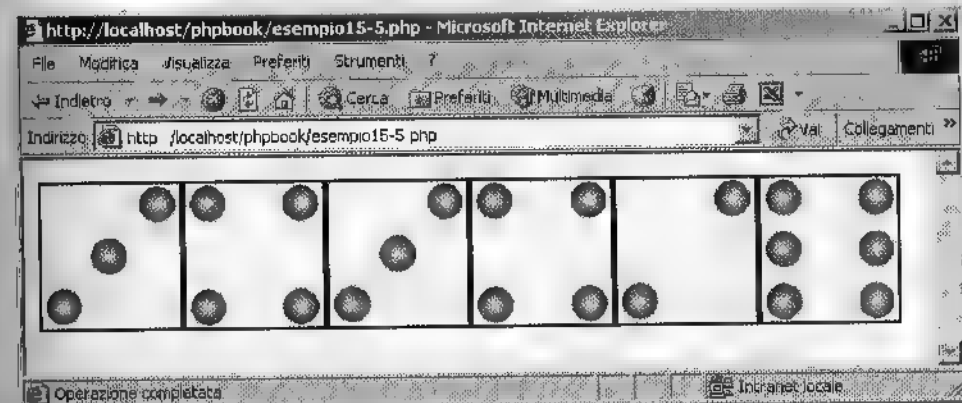 http://localhost/phpbook/esempio15-5.php - Microsoft Internet Explorer
File Modifica Visualizza Preferiti Strumenti ?
Indietro Cerca Preferiti Multimedia
Indirizzo http /localhost/phpbook/esempio15-5 php Vai Collegamenti »
Operazione completata Intranet locale